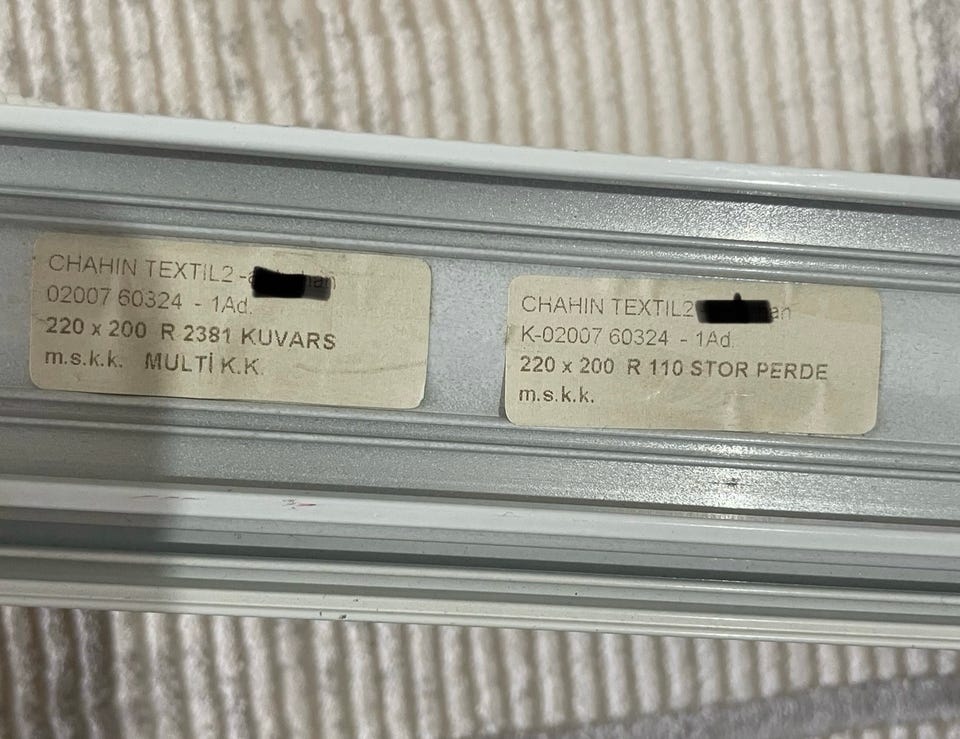 CHAHIN TEXTIL2-
02007 60324 - 1Ad.
220 x 200 R 2381 KUVARS
m.s.k.k. MULTİ K.K.
CHAHIN TEXTIL2
K-02007 60324 - 1Ad.
220 x 200 R 110 STOR PERDE
m.s.k.k.